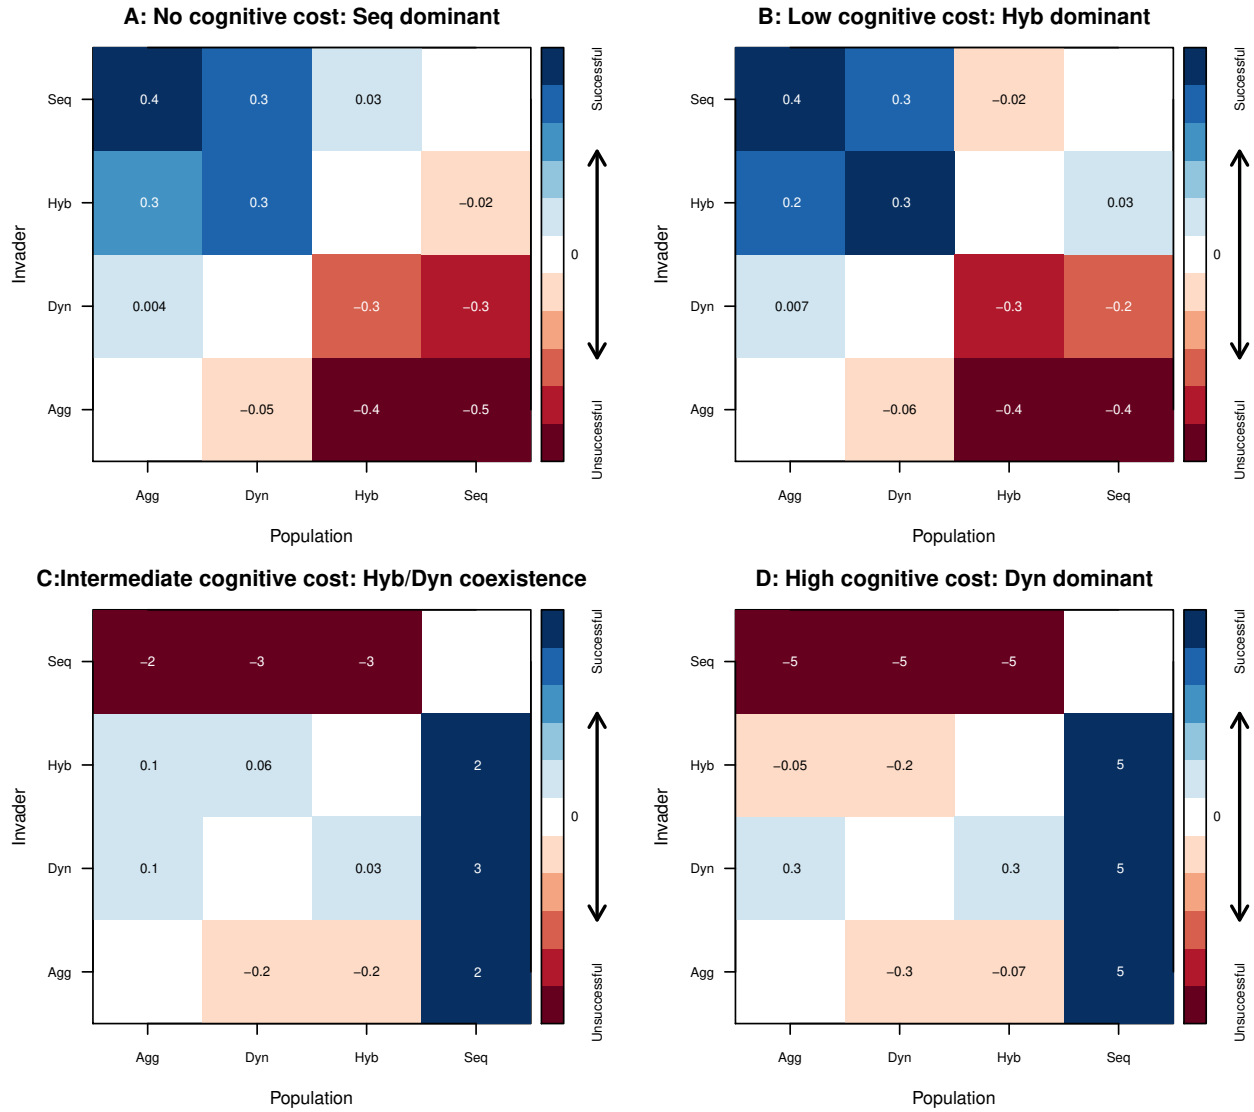 A: No cognitive cost: Seq dominant
Seq 0.4 0.3 0.03
Hyb 0.3 0.3 −0.02
Dyn 0.004 −0.3 −0.3
Agg −0.05 −0.4 −0.5
Agg Dyn Hyb Seq
Population
Invader
Successful
0
Unsuccessful
B: Low cognitive cost: Hyb dominant
Seq 0.4 0.3 −0.02
Hyb 0.2 0.3 0.03
Dyn 0.007 −0.3 −0.2
Agg −0.06 −0.4 −0.4
Agg Dyn Hyb Seq
Population
Invader
Successful
0
Unsuccessful
C:Intermediate cognitive cost: Hyb/Dyn coexistence
Seq −2 −3 −3
Hyb 0.1 0.06 2
Dyn 0.1 0.03 3
Agg −0.2 −0.2 2
Agg Dyn Hyb Seq
Population
Invader
Successful
0
Unsuccessful
D: High cognitive cost: Dyn dominant
Seq −5 −5 −5
Hyb −0.05 −0.2 5
Dyn 0.3 0.3 5
Agg −0.3 −0.07 5
Agg Dyn Hyb Seq
Population
Invader
Successful
0
Unsuccessful